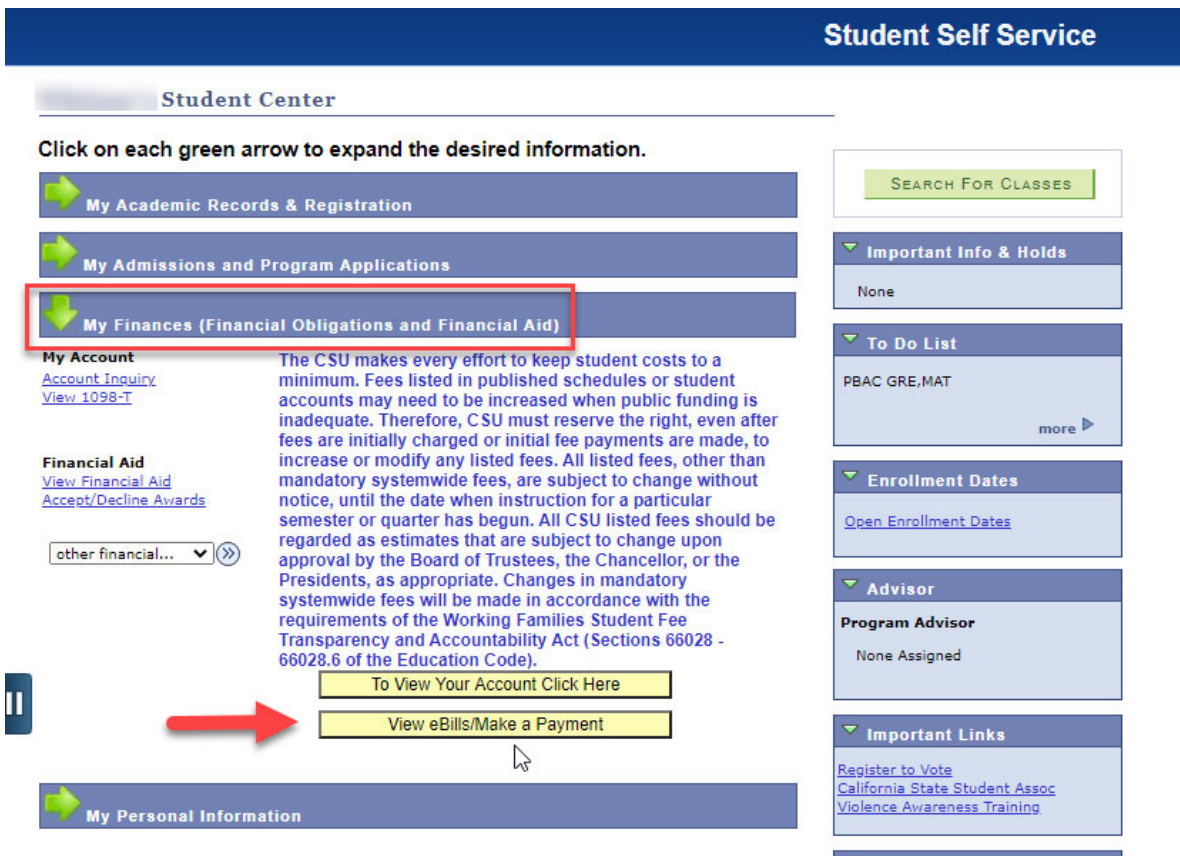 Student Self Service
Student Center
Click on each green arrow to expand the desired information.
My Academic Records & Registration
My Admissions and Program Applications
My Finances (Financial Obligations and Financial Aid)
My Account
Account Inquiry
View 1098-T
Financial Aid
View Financial Aid
Accept/Decline Awards
other financial...
The CSU makes every effort to keep student costs to a
minimum. Fees listed in published schedules or student
accounts may need to be increased when public funding is
inadequate. Therefore, CSU must reserve the right, even after
fees are initially charged or initial fee payments are made, to
increase or modify any listed fees. All listed fees, other than
mandatory systemwide fees, are subject to change without
notice, until the date when instruction for a particular
semester or quarter has begun. All CSU listed fees should be
regarded as estimates that are subject to change upon
approval by the Board of Trustees, the Chancellor, or the
Presidents, as appropriate. Changes in mandatory
systemwide fees will be made in accordance with the
requirements of the Working Families Student Fee
Transparency and Accountability Act (Sections 66028 -
66028.6 of the Education Code).
To View Your Account Click Here
View eBills/Make a Payment
My Personal Information
SEARCH FOR CLASSES
Important Info & Holds
None
To Do List
PBAC GRE,MAT
more
Enrollment Dates
Open Enrollment Dates
Advisor
Program Advisor
None Assigned
Important Links
Register to Vote
California State Student Assoc
Violence Awareness Training